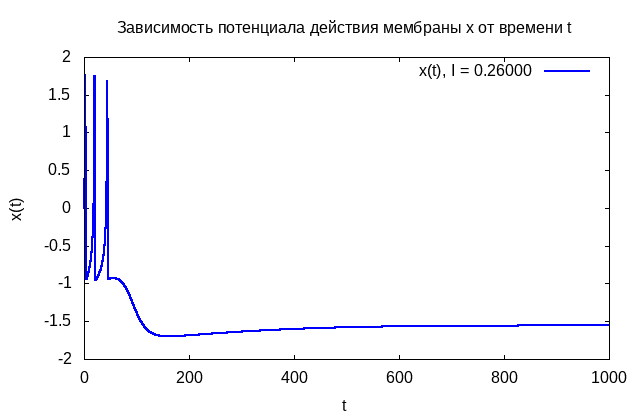 Зависимость потенциала действия мембраны x от времени t
x(t), I = 0.26000
2
1.5
1
0.5
0
-0.5
-1
-1.5
-2
x(t)
0 200 400 600 800 1000
t